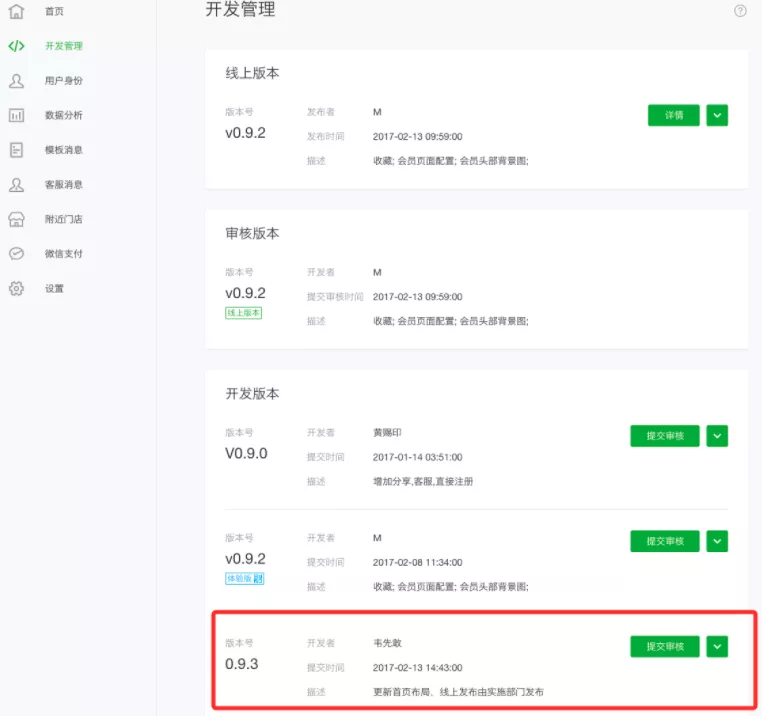 首页
开发管理
用户身份
数据分析
模板消息
客服消息
附近门店
微信支付
设置
开发管理
线上版本
版本号
v0.9.2
发布者 M
发布时间 2017-02-13 09:59:00
描述 收藏; 会员页面配置; 会员头部背景图;
详情
审核版本
版本号
v0.9.2
线上版本
开发者 M
提交审核时间 2017-02-13 09:59:00
描述 收藏; 会员页面配置; 会员头部背景图;
开发版本
版本号
V0.9.0
开发者 黄赐印
提交时间 2017-01-14 03:51:00
描述 增加分享,客服,直接注册
提交审核
版本号
v0.9.2
体验版
开发者 M
提交时间 2017-02-08 11:34:00
描述 收藏; 会员页面配置; 会员头部背景图;
提交审核
版本号
0.9.3
开发者 韦先敢
提交时间 2017-02-13 14:43:00
描述 更新首页布局、线上发布由实施部门发布
提交审核